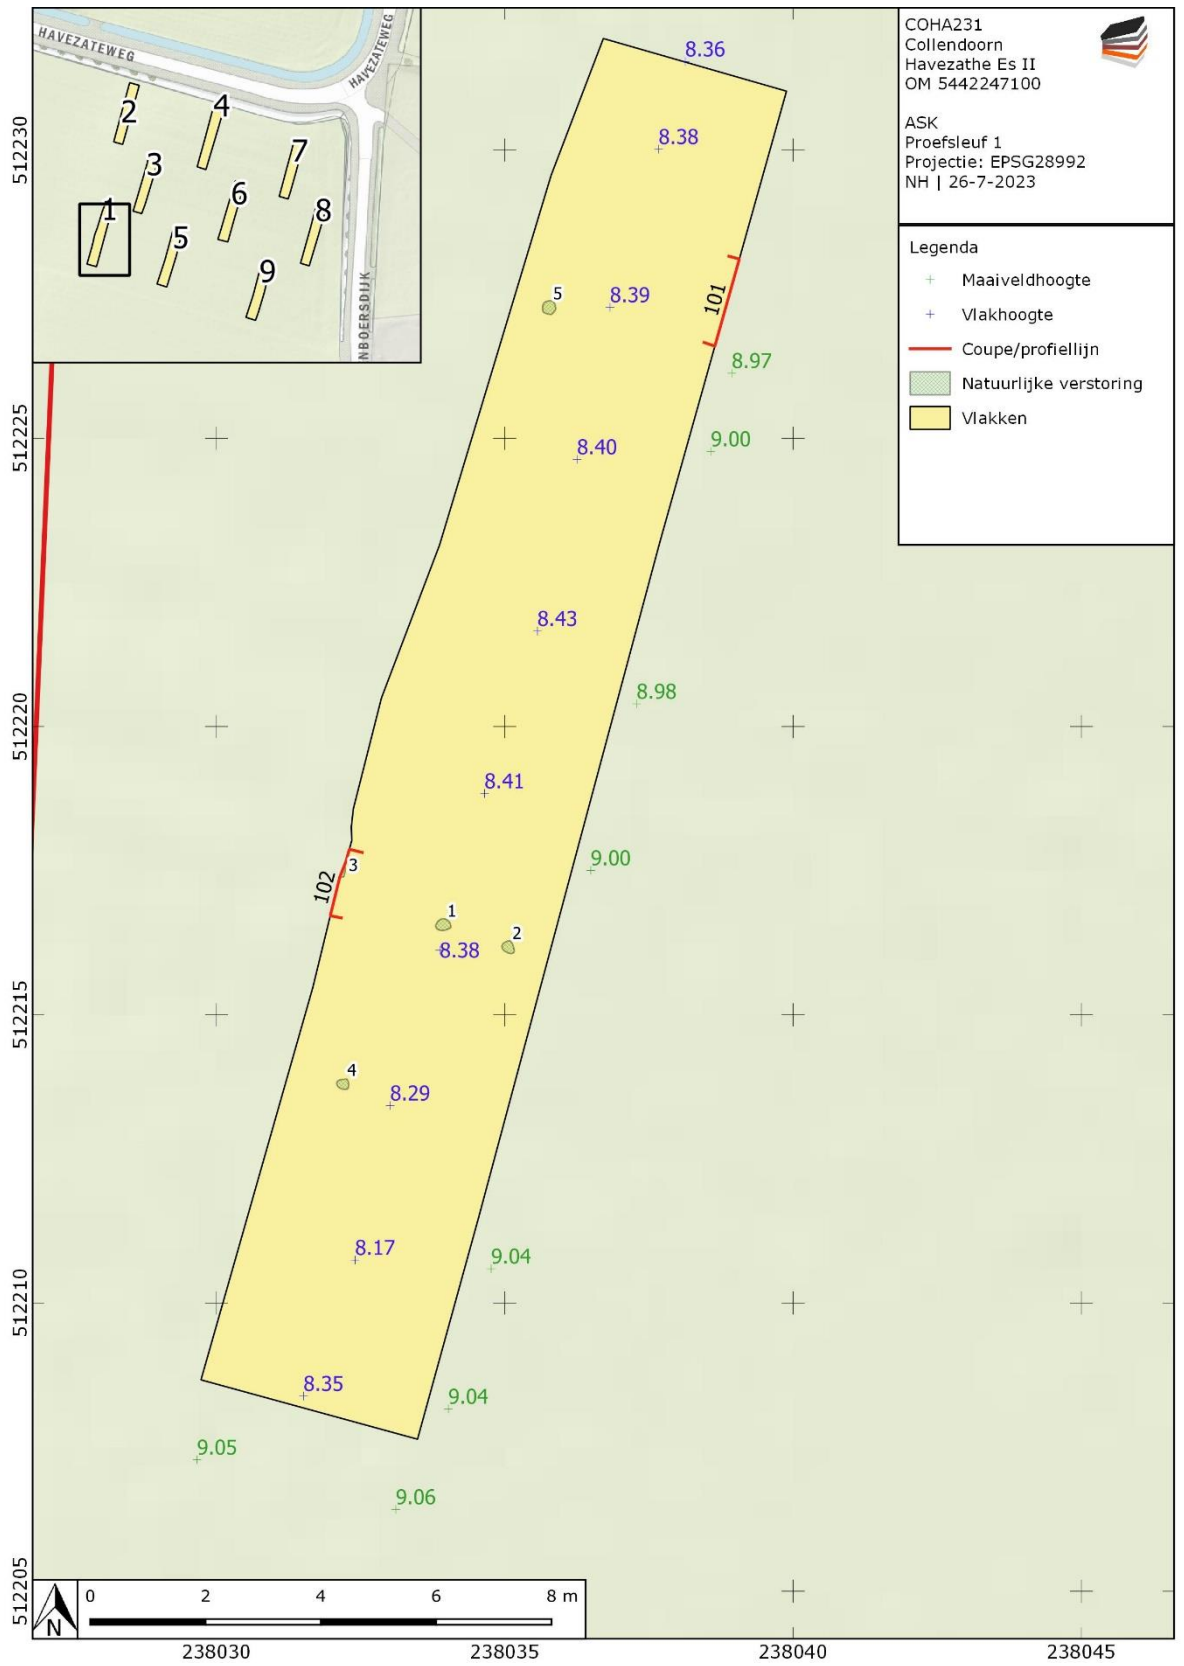 HAVEZATEWEG
HAVEZATEWEG
2
4
7
3
6
1
8
5
9
NBOERSDIJK
COHA231
Collendoorn
Havezathe Es II
OM 5442247100
ASK
Proefsleuf 1
Projectie: EPSG28992
NH | 26-7-2023
Legenda
Maaiveldhoogte
Vlakhoogte
Coupe/profiellijn
Natuurlijke verstoring
Vlakken
8.36
8.38
5
8.39
101
8.97
9.00
8.40
8.43
8.98
8.41
9.00
3
102
1
2
8.38
4
8.29
8.17
9.04
8.35
9.04
9.05
9.06
512230
512225
512220
512215
512210
512205
N
0 2 4 6 8 m
238030 238035 238040 238045